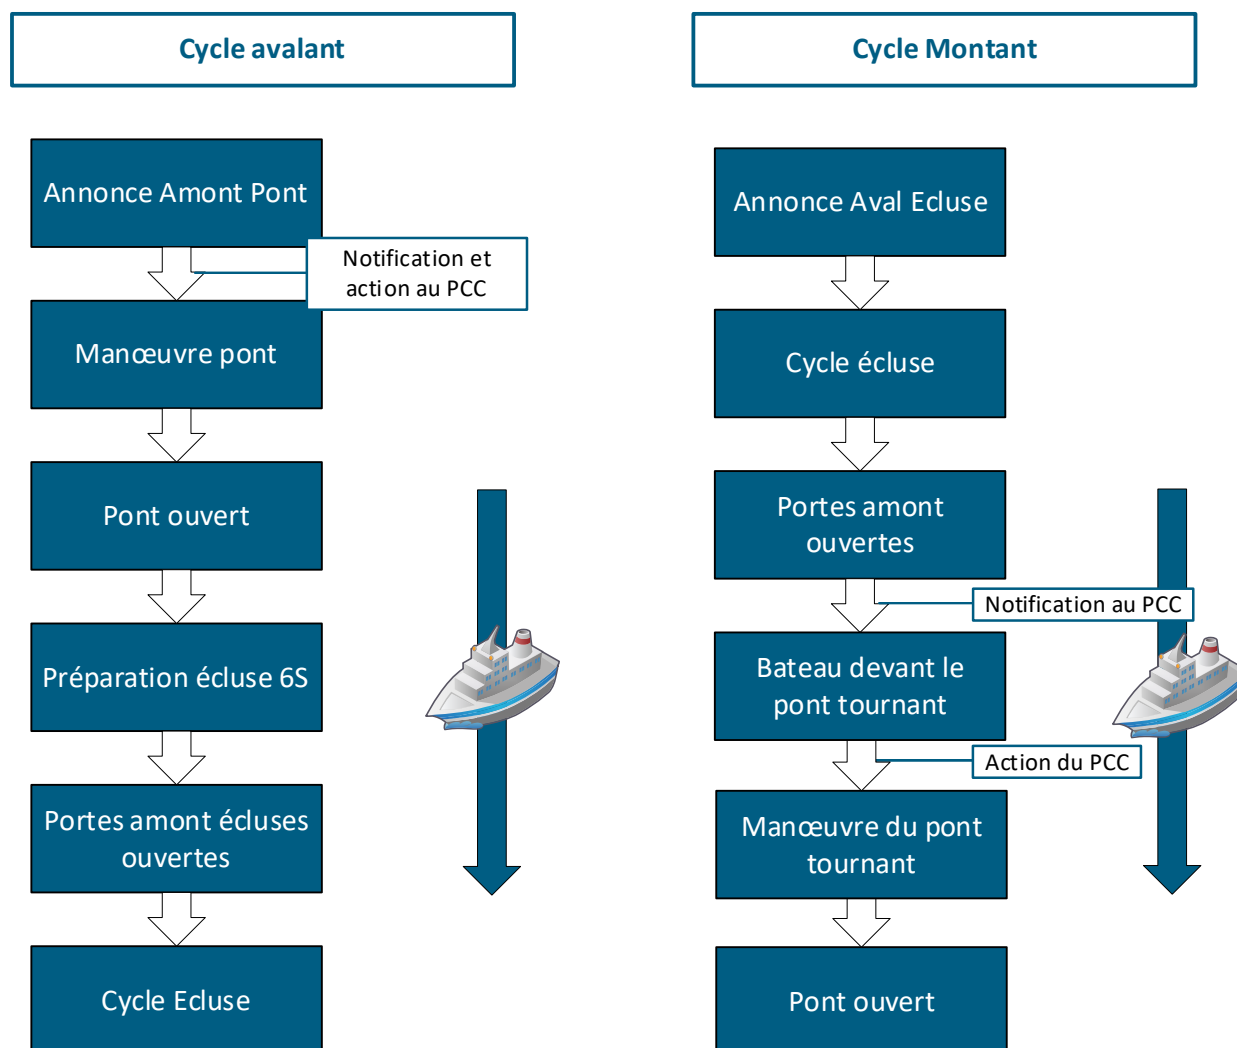 Cycle avalant
Annonce Amont Pont
Notification et
action au PCC
Manœuvre pont
Pont ouvert
Préparation écluse 6S
Portes amont écluses
ouvertes
Cycle Ecluse
Cycle Montant
Annonce Aval Ecluse
Cycle écluse
Portes amont
ouvertes
Notification au PCC
Bateau devant le
pont tournant
Action du PCC
Manœuvre du pont
tournant
Pont ouvert